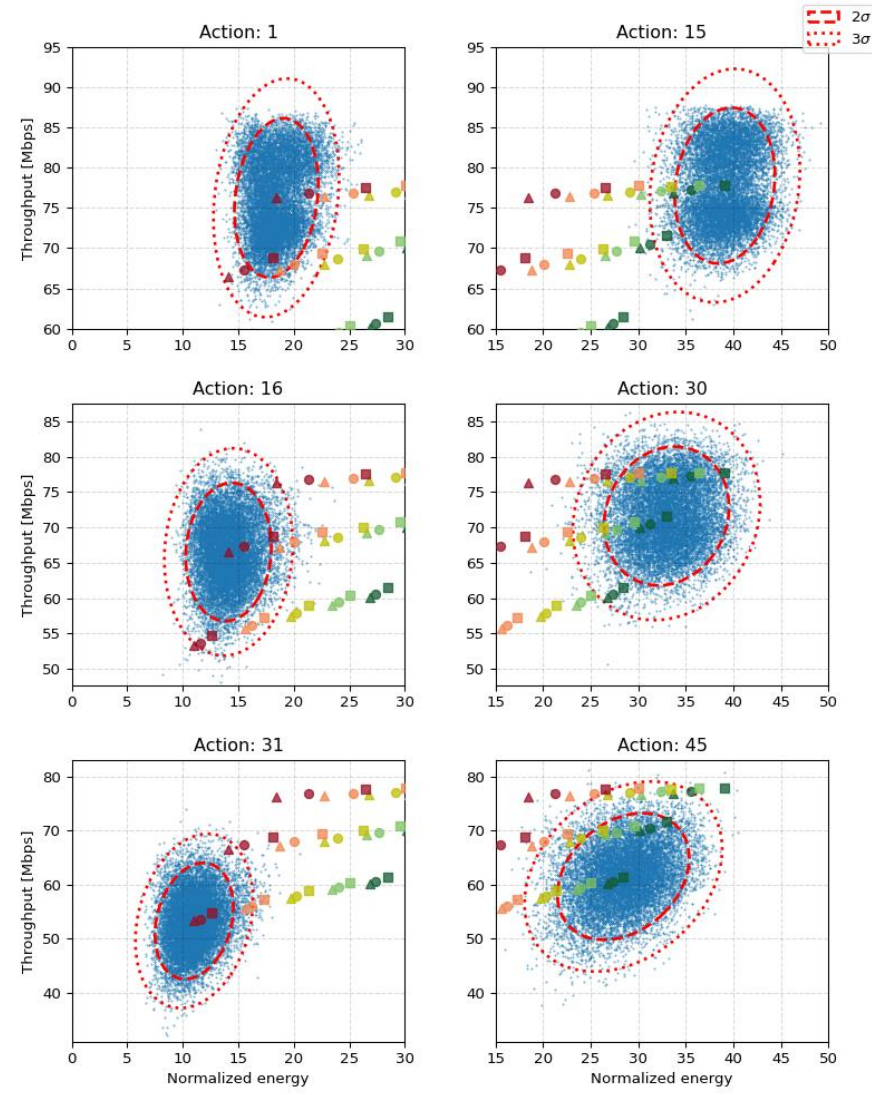 2σ
3σ
Action: 1
Action: 15
Throughput [Mbps]
95
90
85
80
75
70
65
60
0 5 10 15 20 25 30
95
90
85
80
75
70
65
60
15 20 25 30 35 40 45 50
Action: 16
Action: 30
Throughput [Mbps]
85
80
75
70
65
60
55
50
0 5 10 15 20 25 30
85
80
75
70
65
60
55
50
15 20 25 30 35 40 45 50
Action: 31
Action: 45
Throughput [Mbps]
80
70
60
50
40
0 5 10 15 20 25 30
Normalized energy
80
70
60
50
40
15 20 25 30 35 40 45 50
Normalized energy